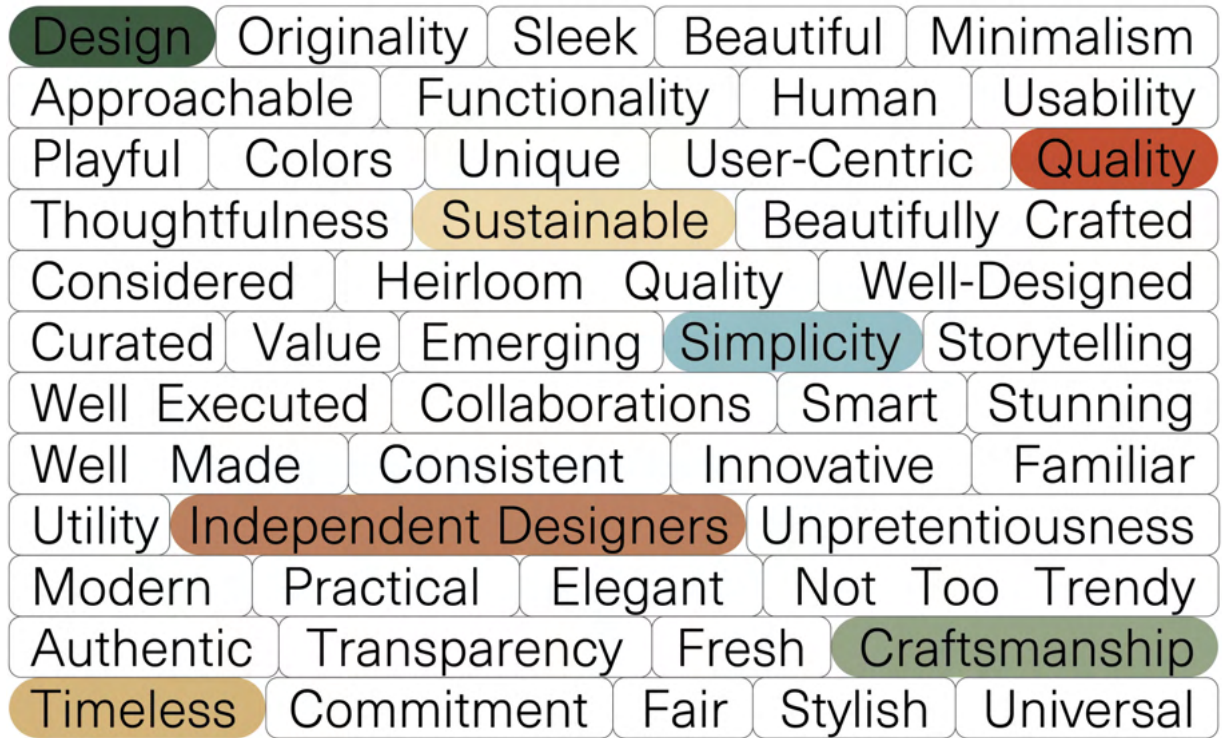 Design Originality Sleek Beautiful Minimalism
Approachable Functionality Human Usability
Playful Colors Unique User-Centric Quality
Thoughtfulness Sustainable Beautifully Crafted
Considered Heirloom Quality Well-Designed
Curated Value Emerging Simplicity Storytelling
Well Executed Collaborations Smart Stunning
Well Made Consistent Innovative Familiar
Utility Independent Designers Unpretentiousness
Modern Practical Elegant Not Too Trendy
Authentic Transparency Fresh Craftsmanship
Timeless Commitment Fair Stylish Universal